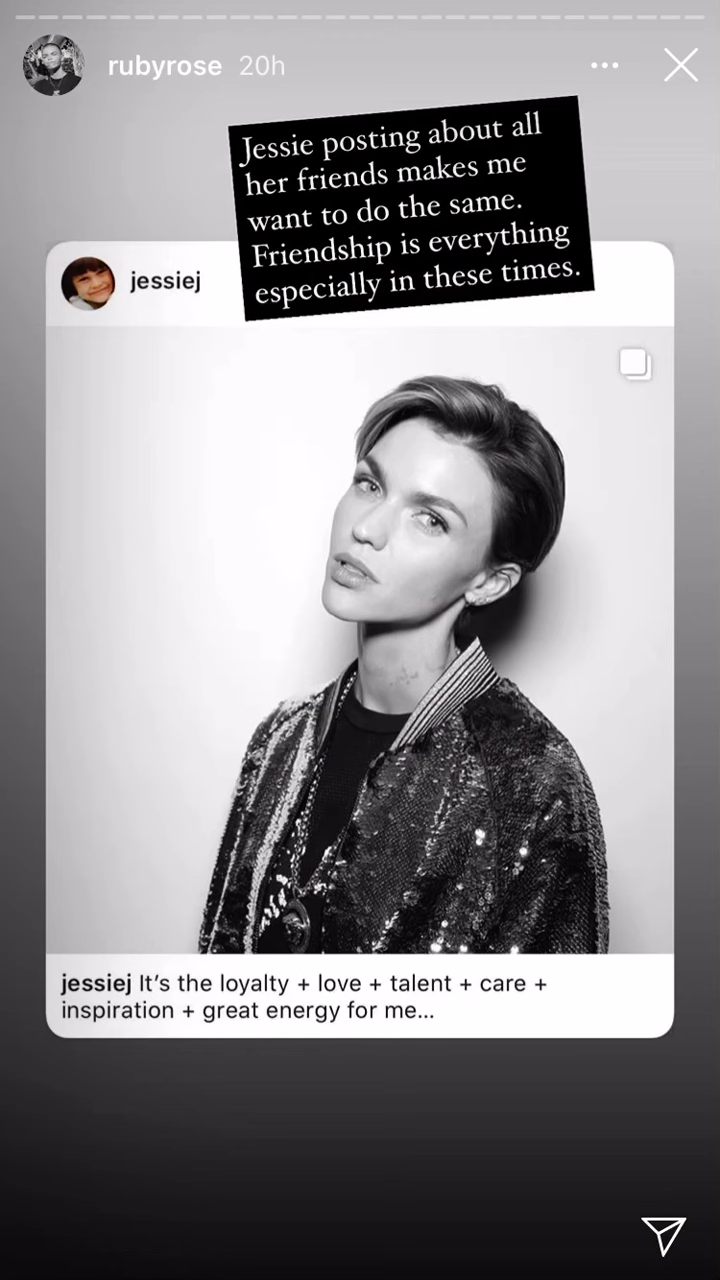 rubyrose 20h
Jessie posting about all
her friends makes me
want to do the same.
Friendship is everything
especially in these times.
jessiej
jessiej It’s the loyalty + love + talent + care +
inspiration + great energy for me...